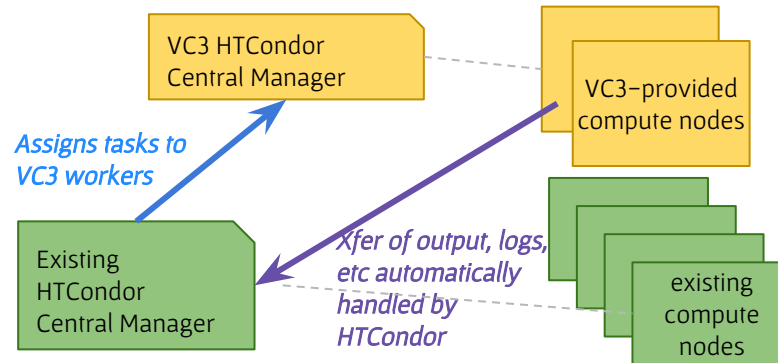 VC3 HTCondor
Central Manager
VC3-provided
compute nodes
Assigns tasks to
VC3 workers
Existing
HTCondor
Central Manager
Xfer of output, logs,
etc automatically
handled by
HTCondor
existing
compute
nodes